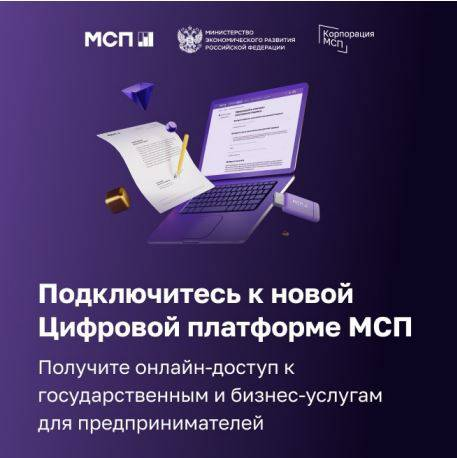 МСП
МИНИСТЕРСТВО
ЭКОНОМИЧЕСКОГО РАЗВИТИЯ
РОССИЙСКОЙ ФЕДЕРАЦИИ
Корпорация
МСП
МСП
Подключитесь к новой
Цифровой платформе МСП
Получите онлайн-доступ к
государственным и бизнес-услугам
для предпринимателей